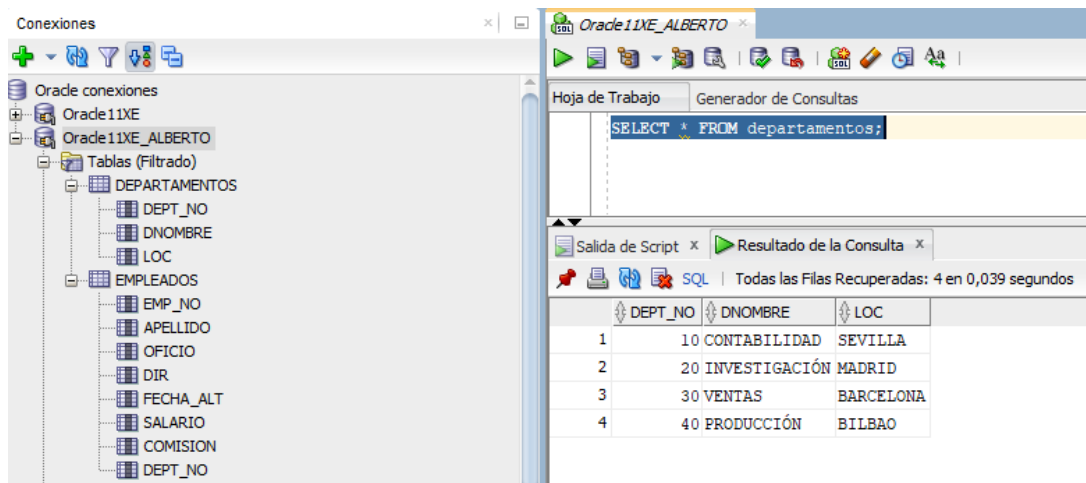 Conexiones
Oracle conexiones
Oracle11XE
Oracle11XE_ALBERTO
Tablas (Filtrado)
DEPARTAMENTOS
DEPT_NO
DNOMBRE
LOC
EMPLEADOS
EMP_NO
APELLIDO
OFICIO
DIR
FECHA_ALT
SALARIO
COMISION
DEPT_NO
Oracle11XE_ALBERTO
SQL
Aa
Hoja de Trabajo Generador de Consultas
SELECT * FROM departamentos;
Salida de Script x Resultado de la Consulta x
SQL | Todas las Filas Recuperadas: 4 en 0,039 segundos
DEPT_NO DNOMBRE LOC
1 10 CONTABILIDAD SEVILLA
2 20 INVESTIGACIÓN MADRID
3 30 VENTAS BARCELONA
4 40 PRODUCCIÓN BILBAO